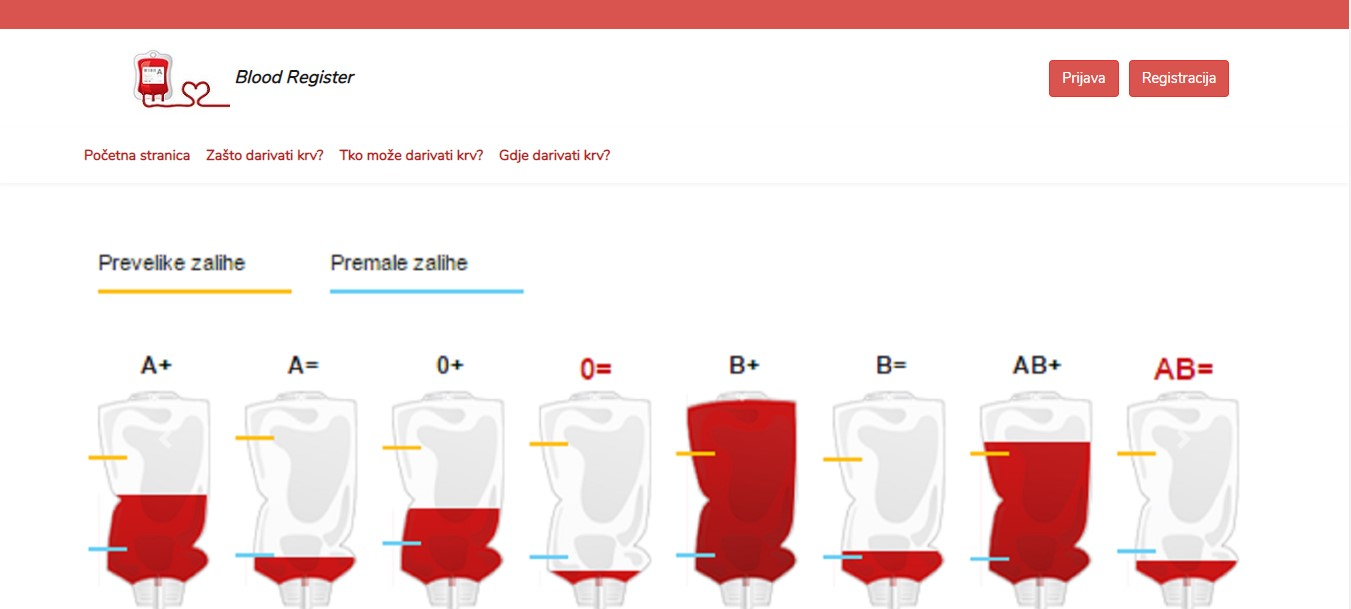 Blood Register
Prijava Registracija
Početna stranica Zašto darivati krv? Tko može darivati krv? Gdje darivati krv?
Prevelike zalihe Premale zalihe
A+ A= 0+ 0= B+ B= AB+ AB=